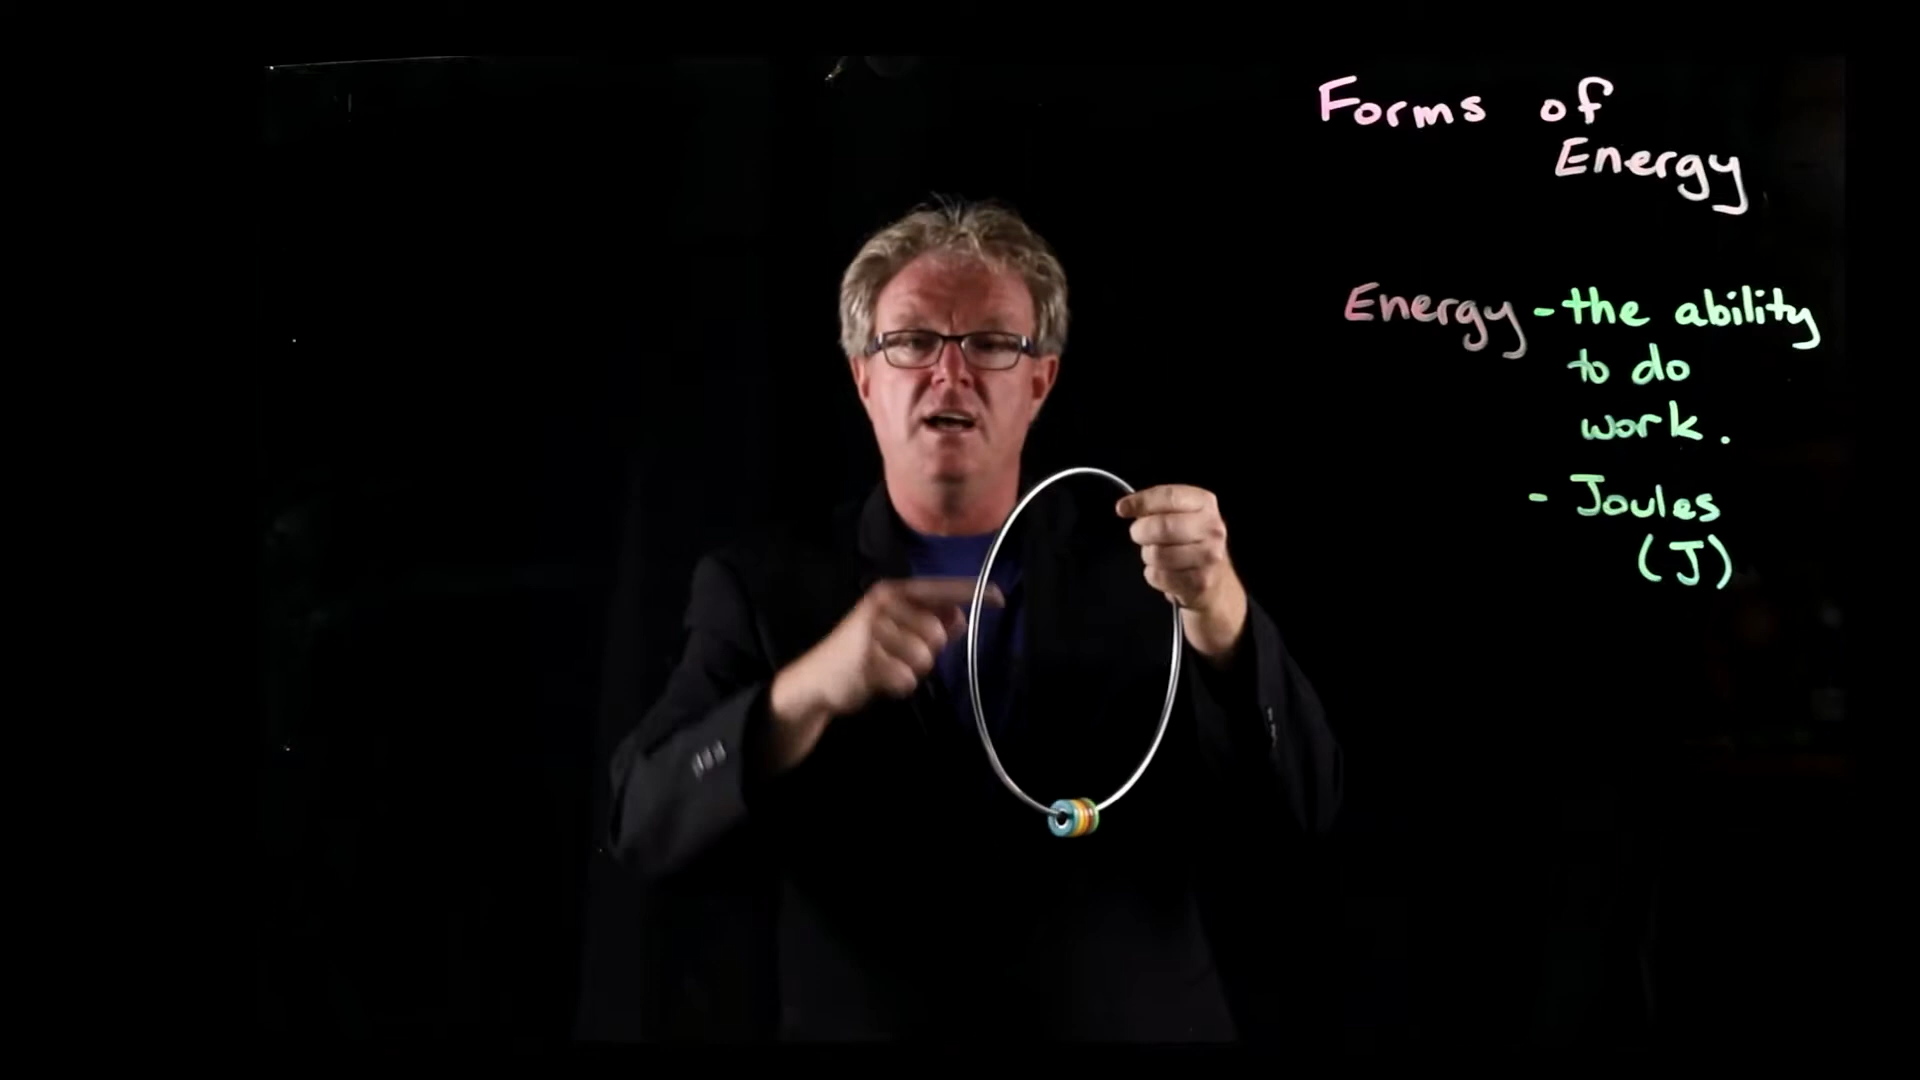 Forms of
Energy
Energy - the ability
to do
work.
- Joules
(J)